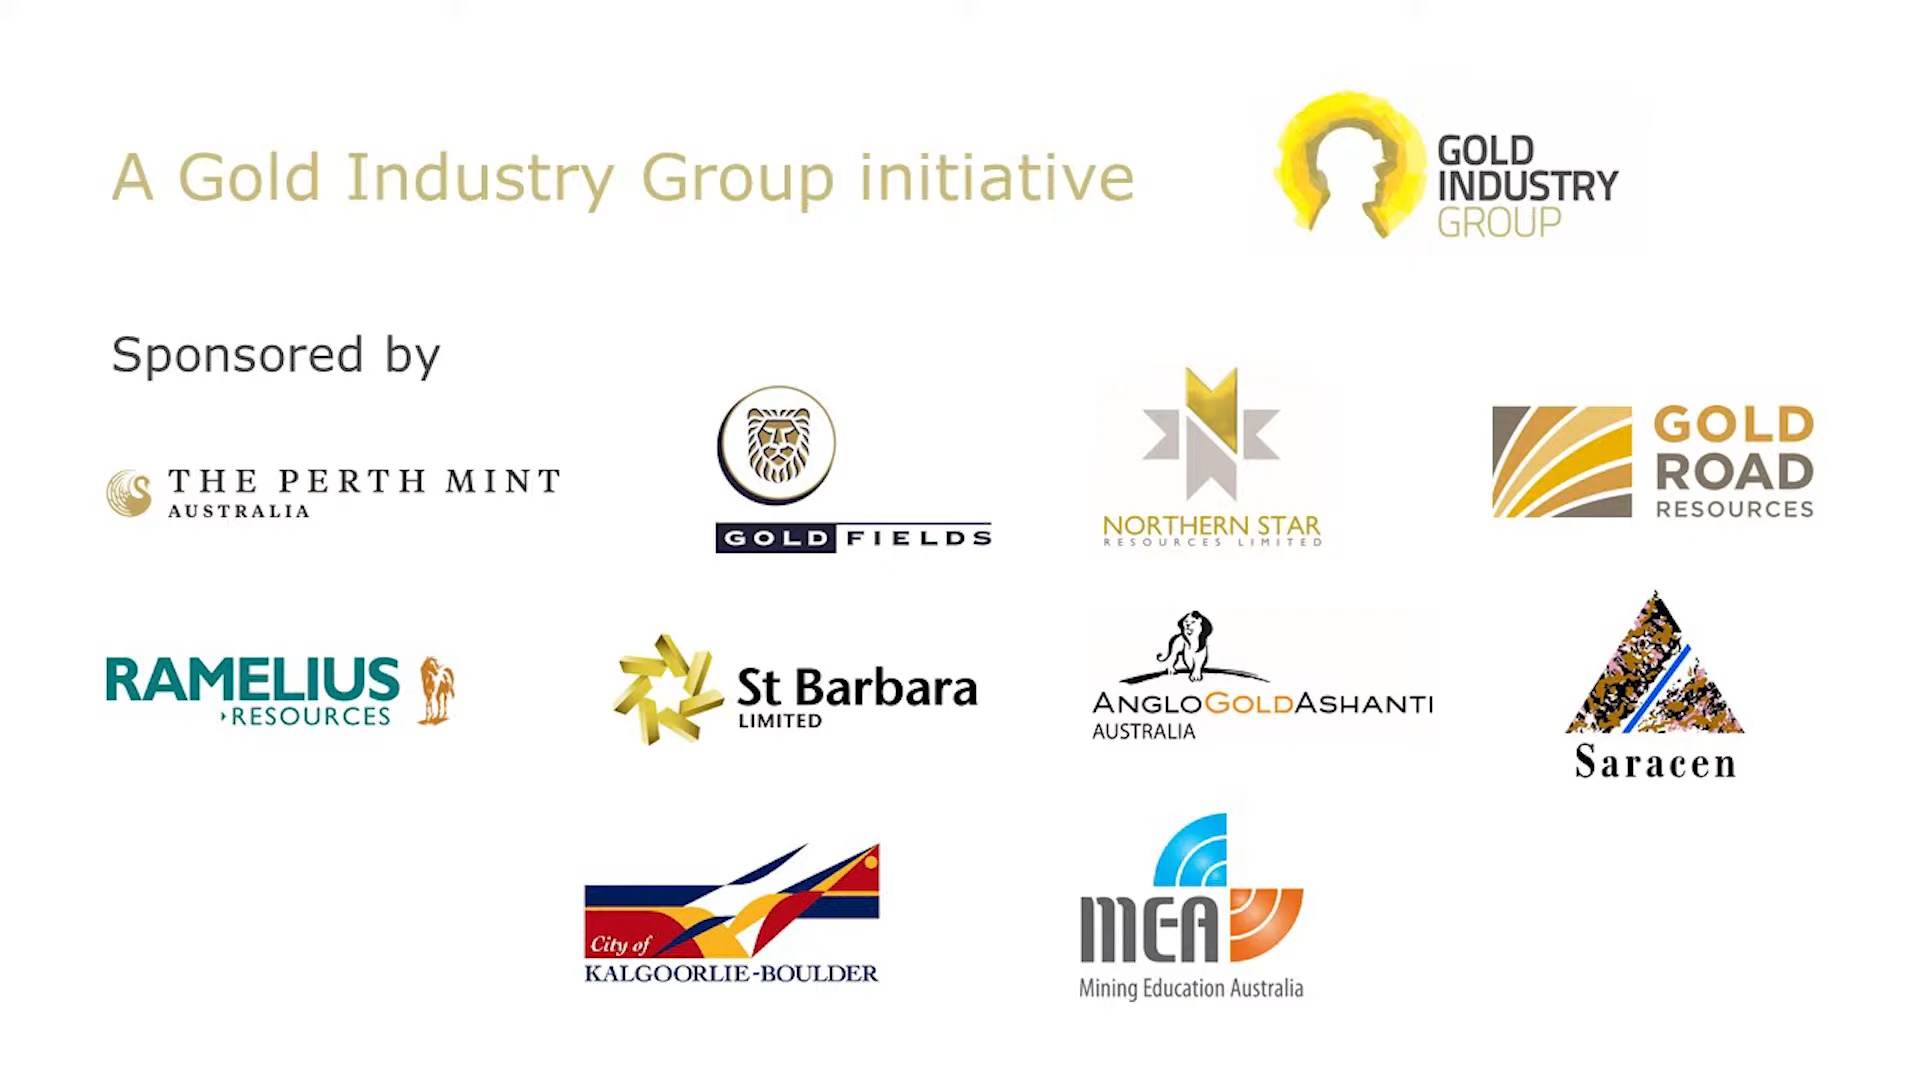 A Gold Industry Group initiative
GOLD
INDUSTRY
GROUP
Sponsored by
THE PERTH MINT
AUSTRALIA
GOLD FIELDS
NORTHERN STAR
RESOURCES LIMITED
GOLD
ROAD
RESOURCES
RAMELIUS
RESOURCES
St Barbara
LIMITED
ANGLOGOLDASHANTI
AUSTRALIA
Saracen
City of
KALGOORLIE-BOULDER
MEA
Mining Education Australia